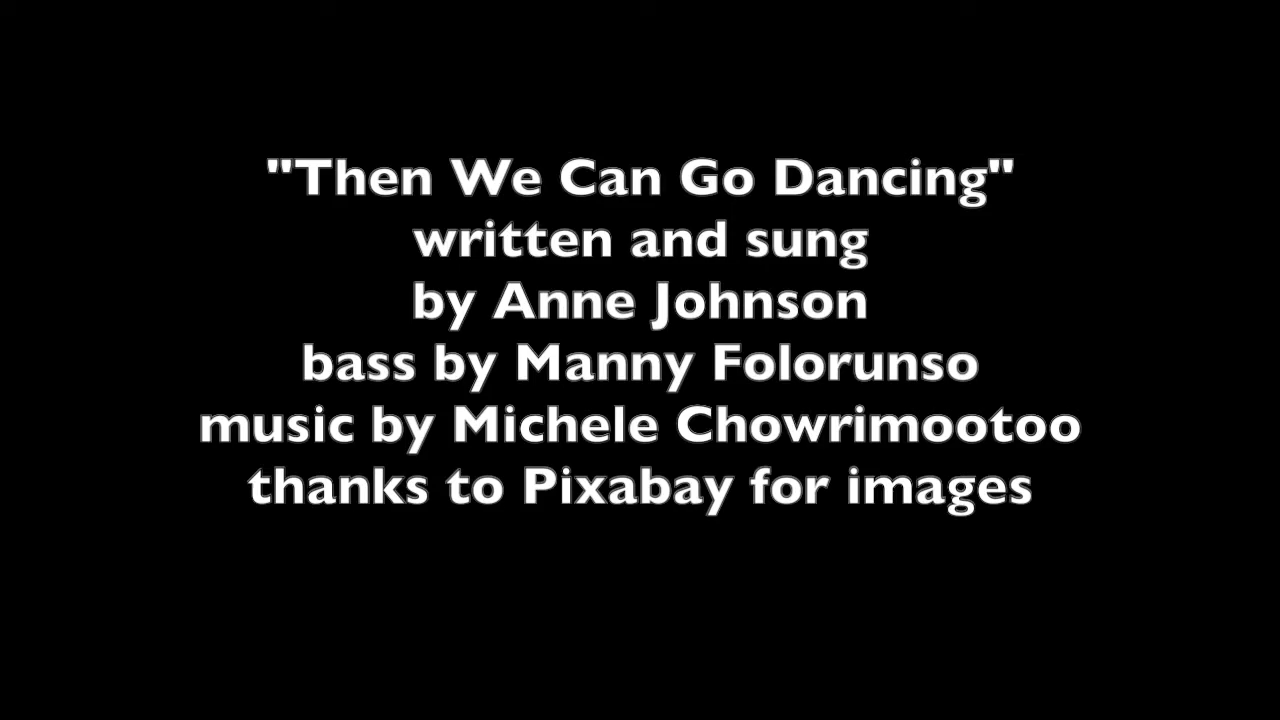 "Then We Can Go Dancing"
written and sung
by Anne Johnson
bass by Manny Folorunso
music by Michele Chowrimootoo
thanks to Pixabay for images